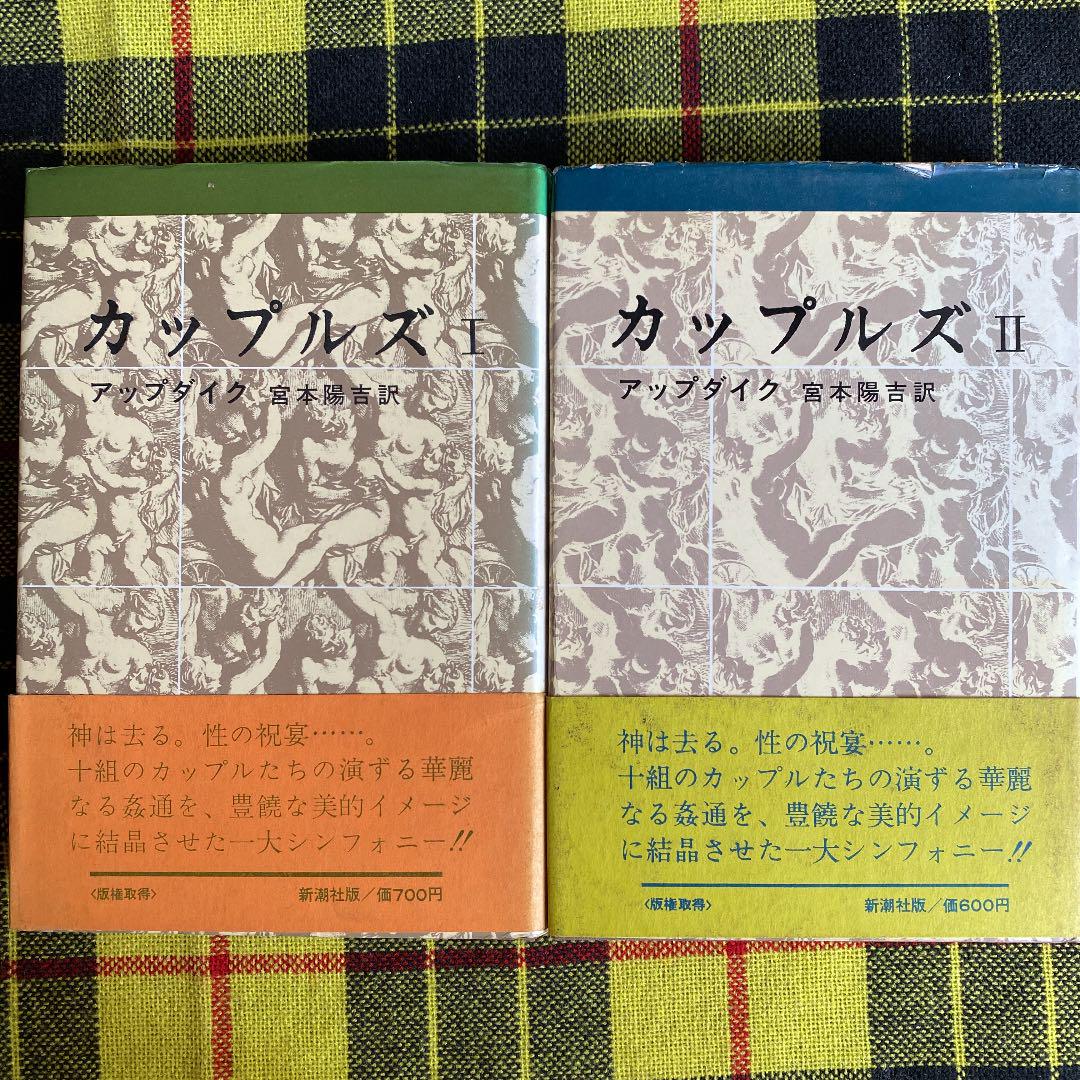 カップルズ I
アップダイク 宮本陽吉訳
神は去る。性の祝宴……。
十組のカップルたちの演ずる華麗
なる姦通を、豊饒な美的イメージ
に結晶させた一大シンフォニー!!
〈版権取得〉 新潮社版/価700円
カップルズ II
アップダイク 宮本陽吉訳
神は去る。性の祝宴……。
十組のカップルたちの演ずる華麗
なる姦通を、豊饒な美的イメージ
に結晶させた一大シンフォニー!!
〈版権取得〉 新潮社版/価600円